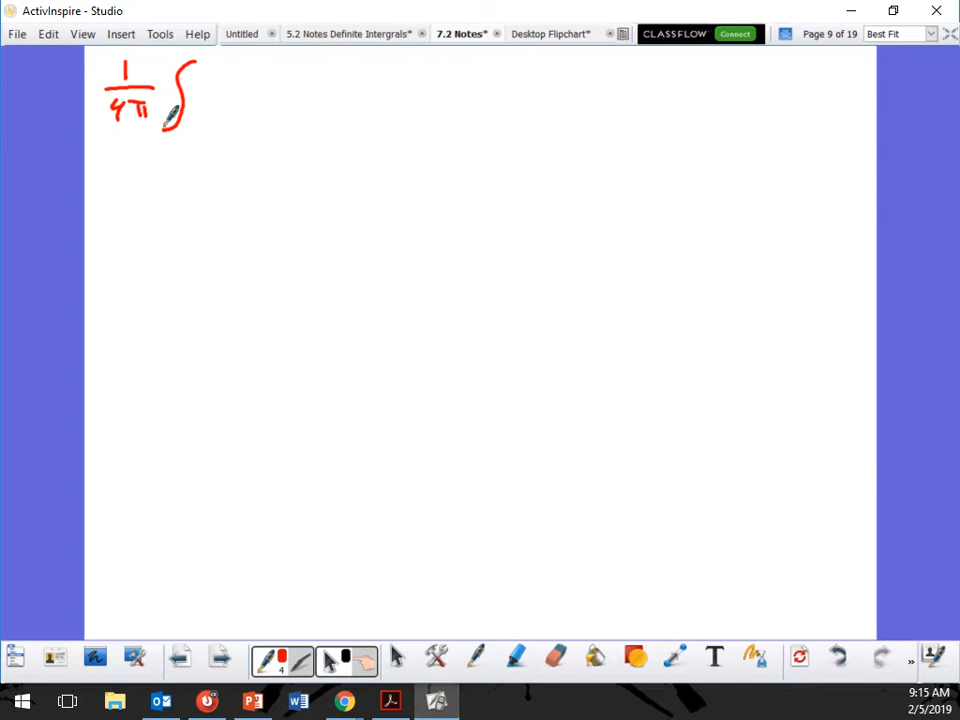 ActivInspire - Studio
File Edit View Insert Tools Help Untitled 5.2 Notes Definite Intergrals* 7.2 Notes* Desktop Flipchart* CLASSFLOW Connect Page 9 of 19 Best Fit
1
4π ∫
4
T
»
9:15 AM
2/5/2019